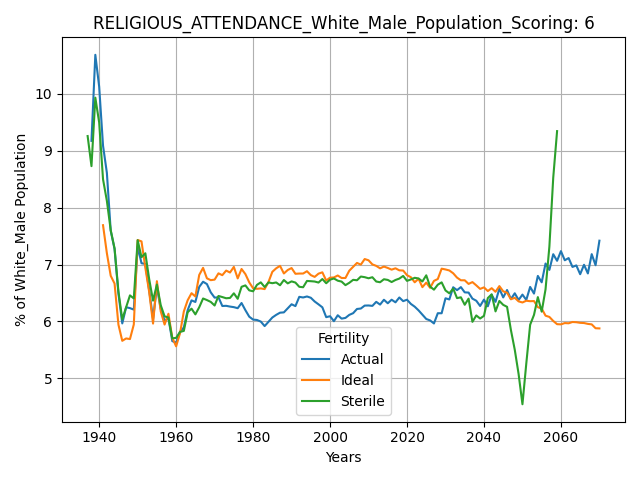 RELIGIOUS_ATTENDANCE_White_Male_Population_Scoring: 6
% of White_Male Population
10
9
8
7
6
5
Fertility
Actual
Ideal
Sterile
1940 1960 1980 2000 2020 2040 2060
Years